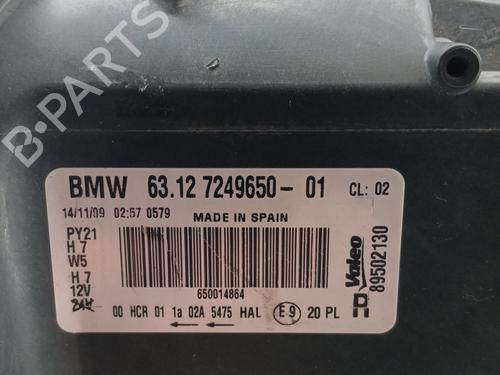 B-PARTS
BMW 63.12 7249650-01 CL: 02
14/11/09 02:57 0579
MADE IN SPAIN
PY21
H 7
W5
H 7
12V
24V
650014864
00 HCR 01 1a 02A 5475 HAL E9 20 PL
Valeo
89502130
R